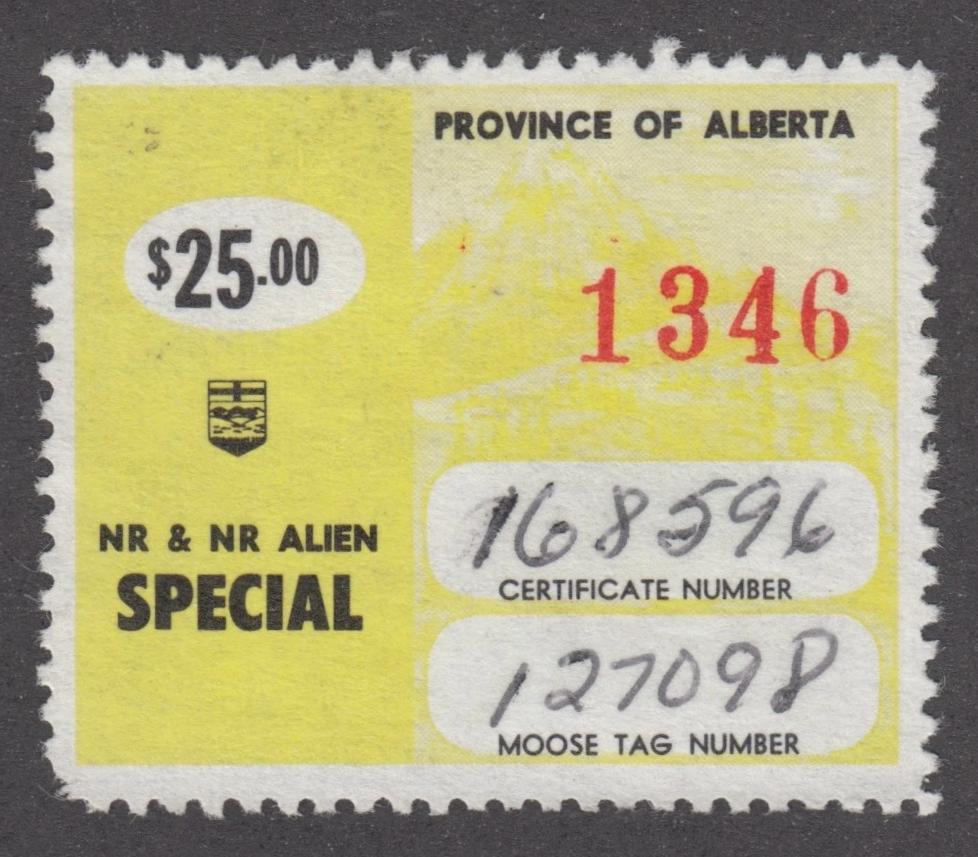 PROVINCE OF ALBERTA
$25.00
1346
NR & NR ALIEN
SPECIAL
168596
CERTIFICATE NUMBER
127098
MOOSE TAG NUMBER